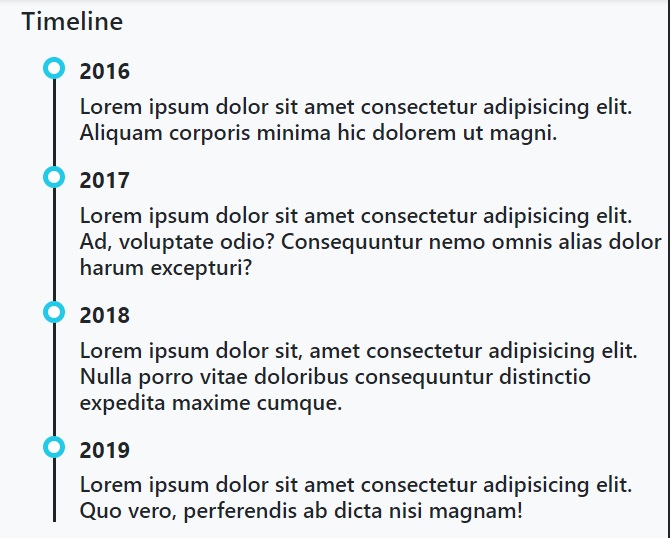 Timeline
2016
Lorem ipsum dolor sit amet consectetur adipisicing elit.
Aliquam corporis minima hic dolorem ut magni.
2017
Lorem ipsum dolor sit amet consectetur adipisicing elit.
Ad, voluptate odio? Consequuntur nemo omnis alias dolor
harum excepturi?
2018
Lorem ipsum dolor sit, amet consectetur adipisicing elit.
Nulla porro vitae doloribus consequuntur distinctio
expedita maxime cumque.
2019
Lorem ipsum dolor sit amet consectetur adipisicing elit.
Quo vero, perferendis ab dicta nisi magnam!